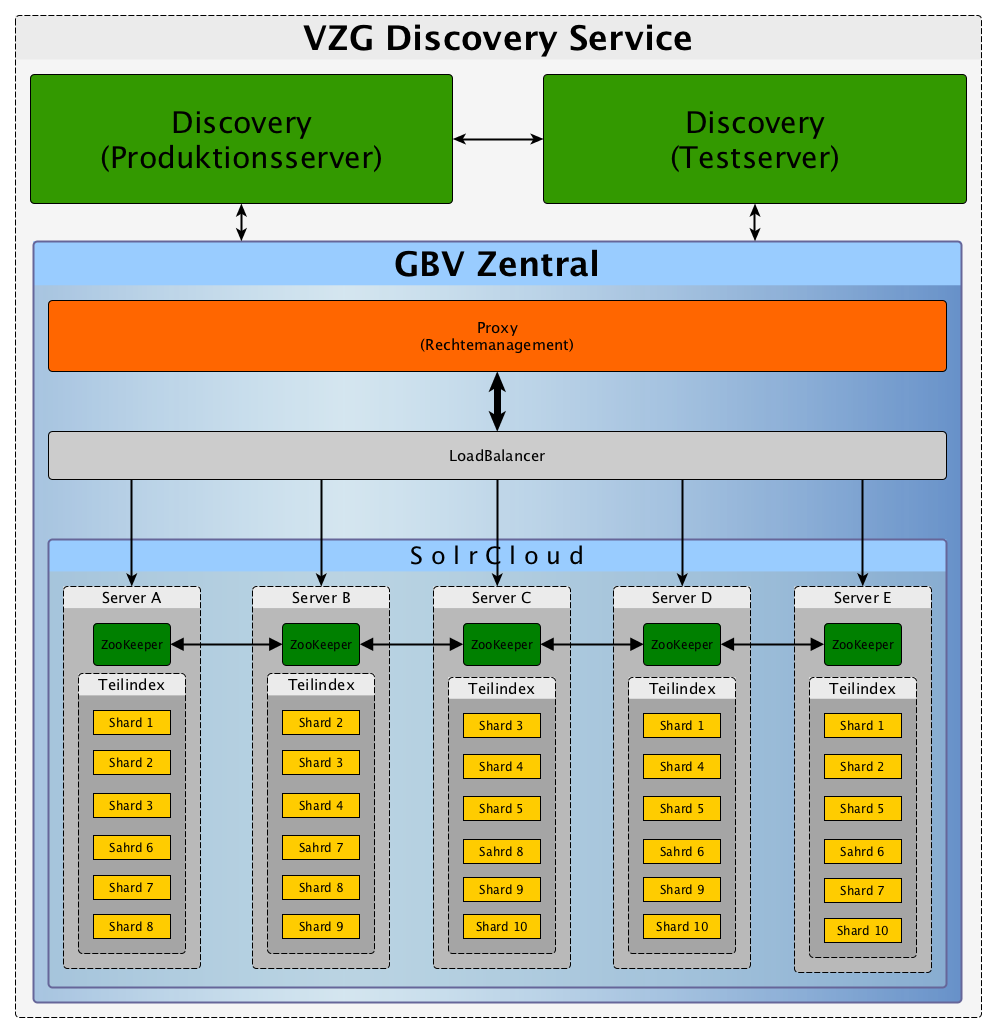 VZG Discovery Service
Discovery
(Produktionsserver)
Discovery
(Testserver)
GBV Zentral
Proxy
(Rechtemanagement)
LoadBalancer
SolrCloud
Server A
ZooKeeper
Teilindex
Shard 1
Shard 2
Shard 3
Sahrd 6
Shard 7
Shard 8
Server B
ZooKeeper
Teilindex
Shard 2
Shard 3
Shard 4
Sahrd 7
Shard 8
Shard 9
Server C
ZooKeeper
Teilindex
Shard 3
Shard 4
Shard 5
Sahrd 8
Shard 9
Shard 10
Server D
ZooKeeper
Teilindex
Shard 1
Shard 4
Shard 5
Sahrd 6
Shard 9
Shard 10
Server E
ZooKeeper
Teilindex
Shard 1
Shard 2
Shard 5
Sahrd 6
Shard 7
Shard 10